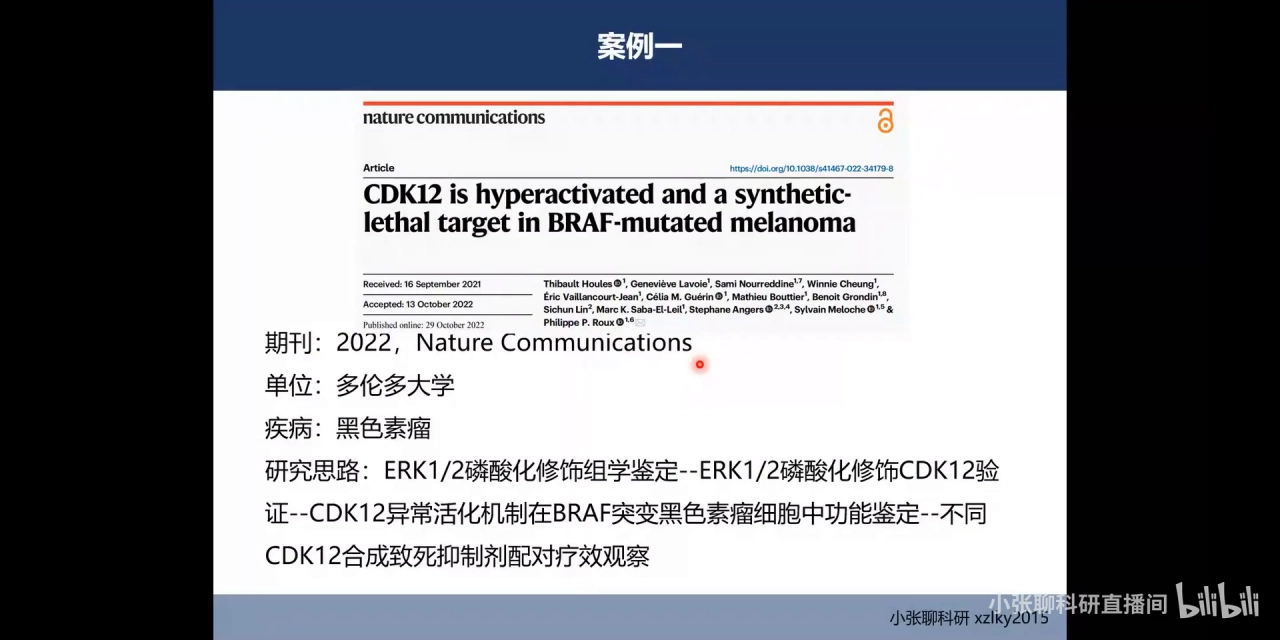 案例一
nature communications
Article
https://doi.org/10.1038/s41467-022-34179-8
CDK12 is hyperactivated and a synthetic-
lethal target in BRAF-mutated melanoma
Received: 16 September 2021
Accepted: 13 October 2022
Published online: 29 October 2022
Thibault Houles 1, Geneviève Lavoie1, Sami Nourreddine1,7, Winnie Cheung1,
Éric Vaillancourt-Jean1, Célia M. Guérin 1, Mathieu Bouttier1, Benoit Grondin1,8,
Sichun Lin2, Marc K. Saba-El-Leil1, Stephane Angers 2,3,4, Sylvain Meloche 1,5 &
Philippe P. Roux 1,6
期刊：2022，Nature Communications
单位：多伦多大学
疾病：黑色素瘤
研究思路：ERK1/2磷酸化修饰组学鉴定--ERK1/2磷酸化修饰CDK12验
证--CDK12异常活化机制在BRAF突变黑色素瘤细胞中功能鉴定--不同
CDK12合成致死抑制剂配对疗效观察
小张聊科研直播间 bilibili
小张聊科研 xzlky2015